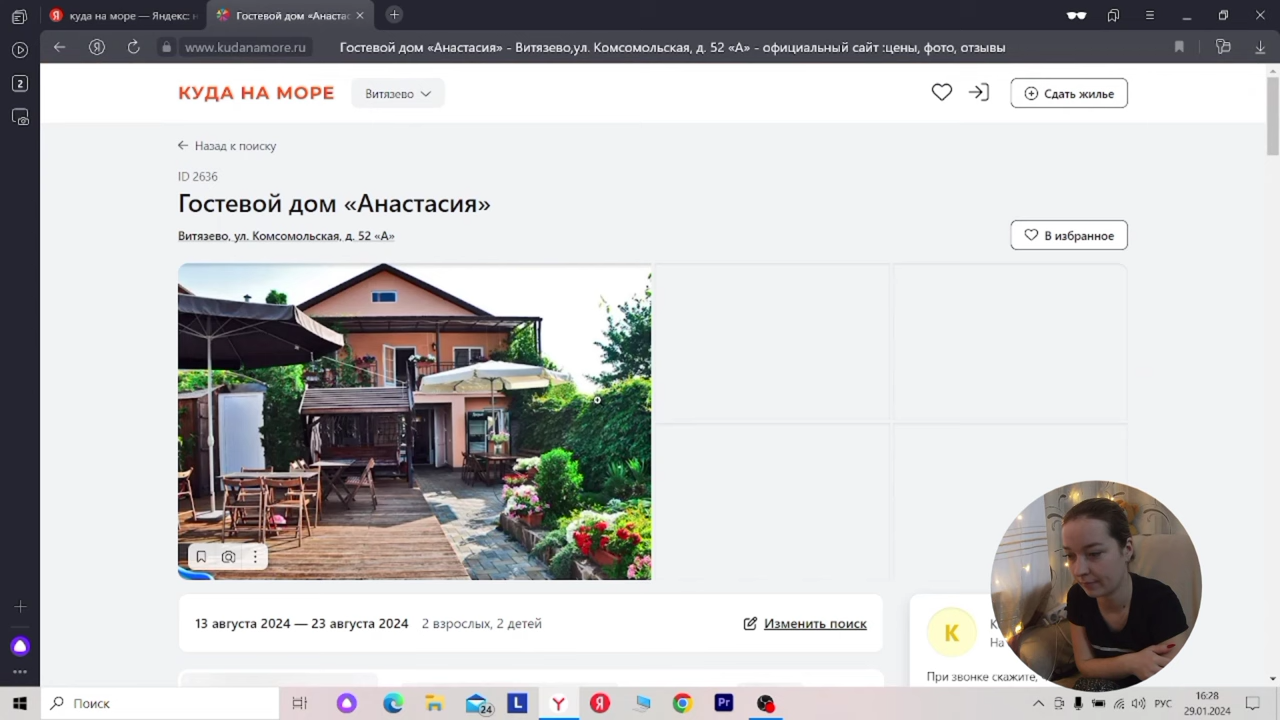 куда на море — Яндекс: н
Гостевой дом «Анастас
www.kudanamore.ru
Гостевой дом «Анастасия» - Витязево,ул. Комсомольская, д. 52 «А» - официальный сайт :цены, фото, отзывы
2
КУДА НА МОРЕ
Витязево
Сдать жилье
Назад к поиску
ID 2636
Гостевой дом «Анастасия»
Витязево, ул. Комсомольская, д. 52 «А»
В избранное
13 августа 2024 — 23 августа 2024
2 взрослых, 2 детей
Изменить поиск
К
На
При звонке скажите,
Поиск
24
РУС
16:28
29.01.2024